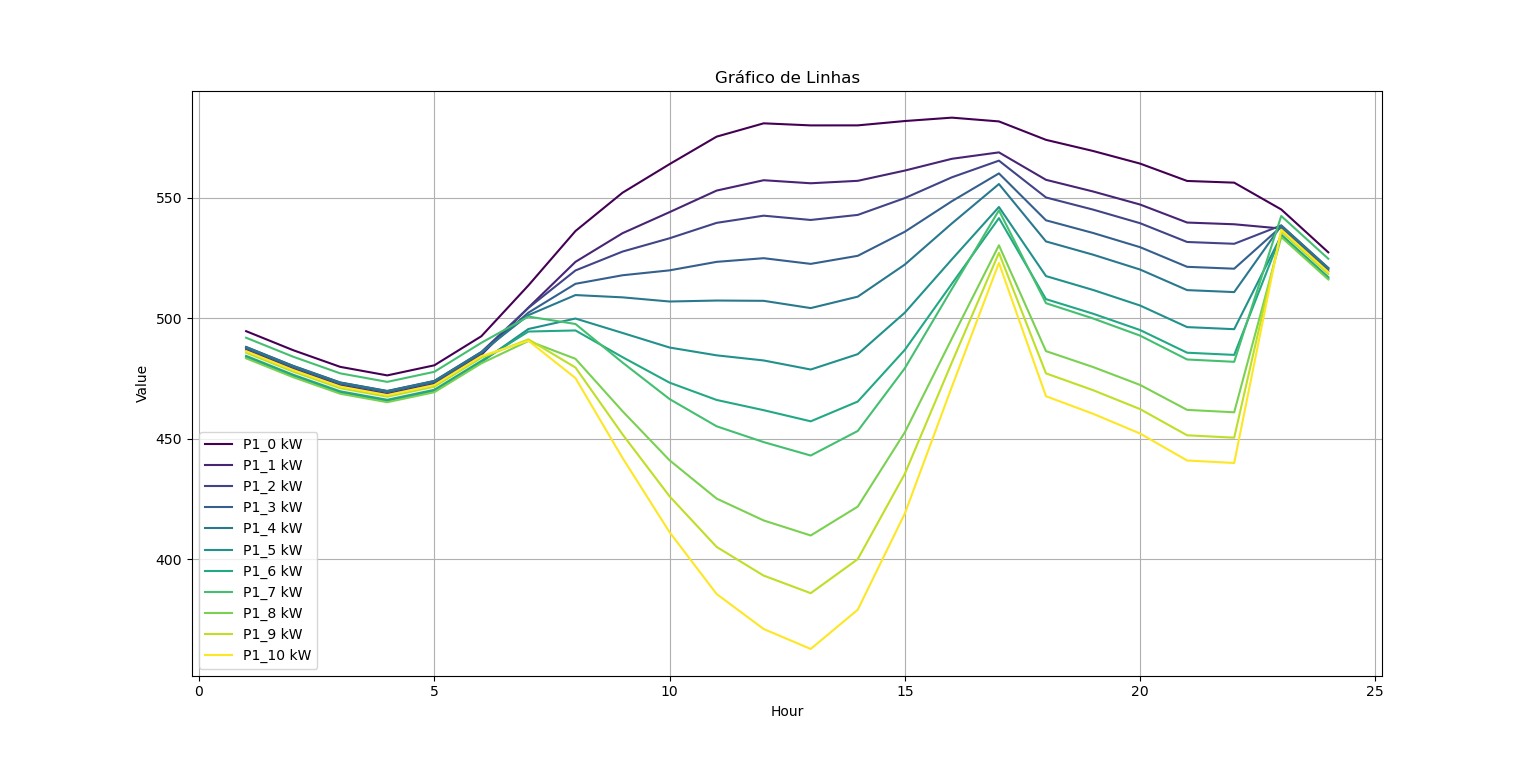 Gráfico de Linhas
Value
550
500
450
400
P1_0 kW
P1_1 kW
P1_2 kW
P1_3 kW
P1_4 kW
P1_5 kW
P1_6 kW
P1_7 kW
P1_8 kW
P1_9 kW
P1_10 kW
0 5 10 15 20 25
Hour